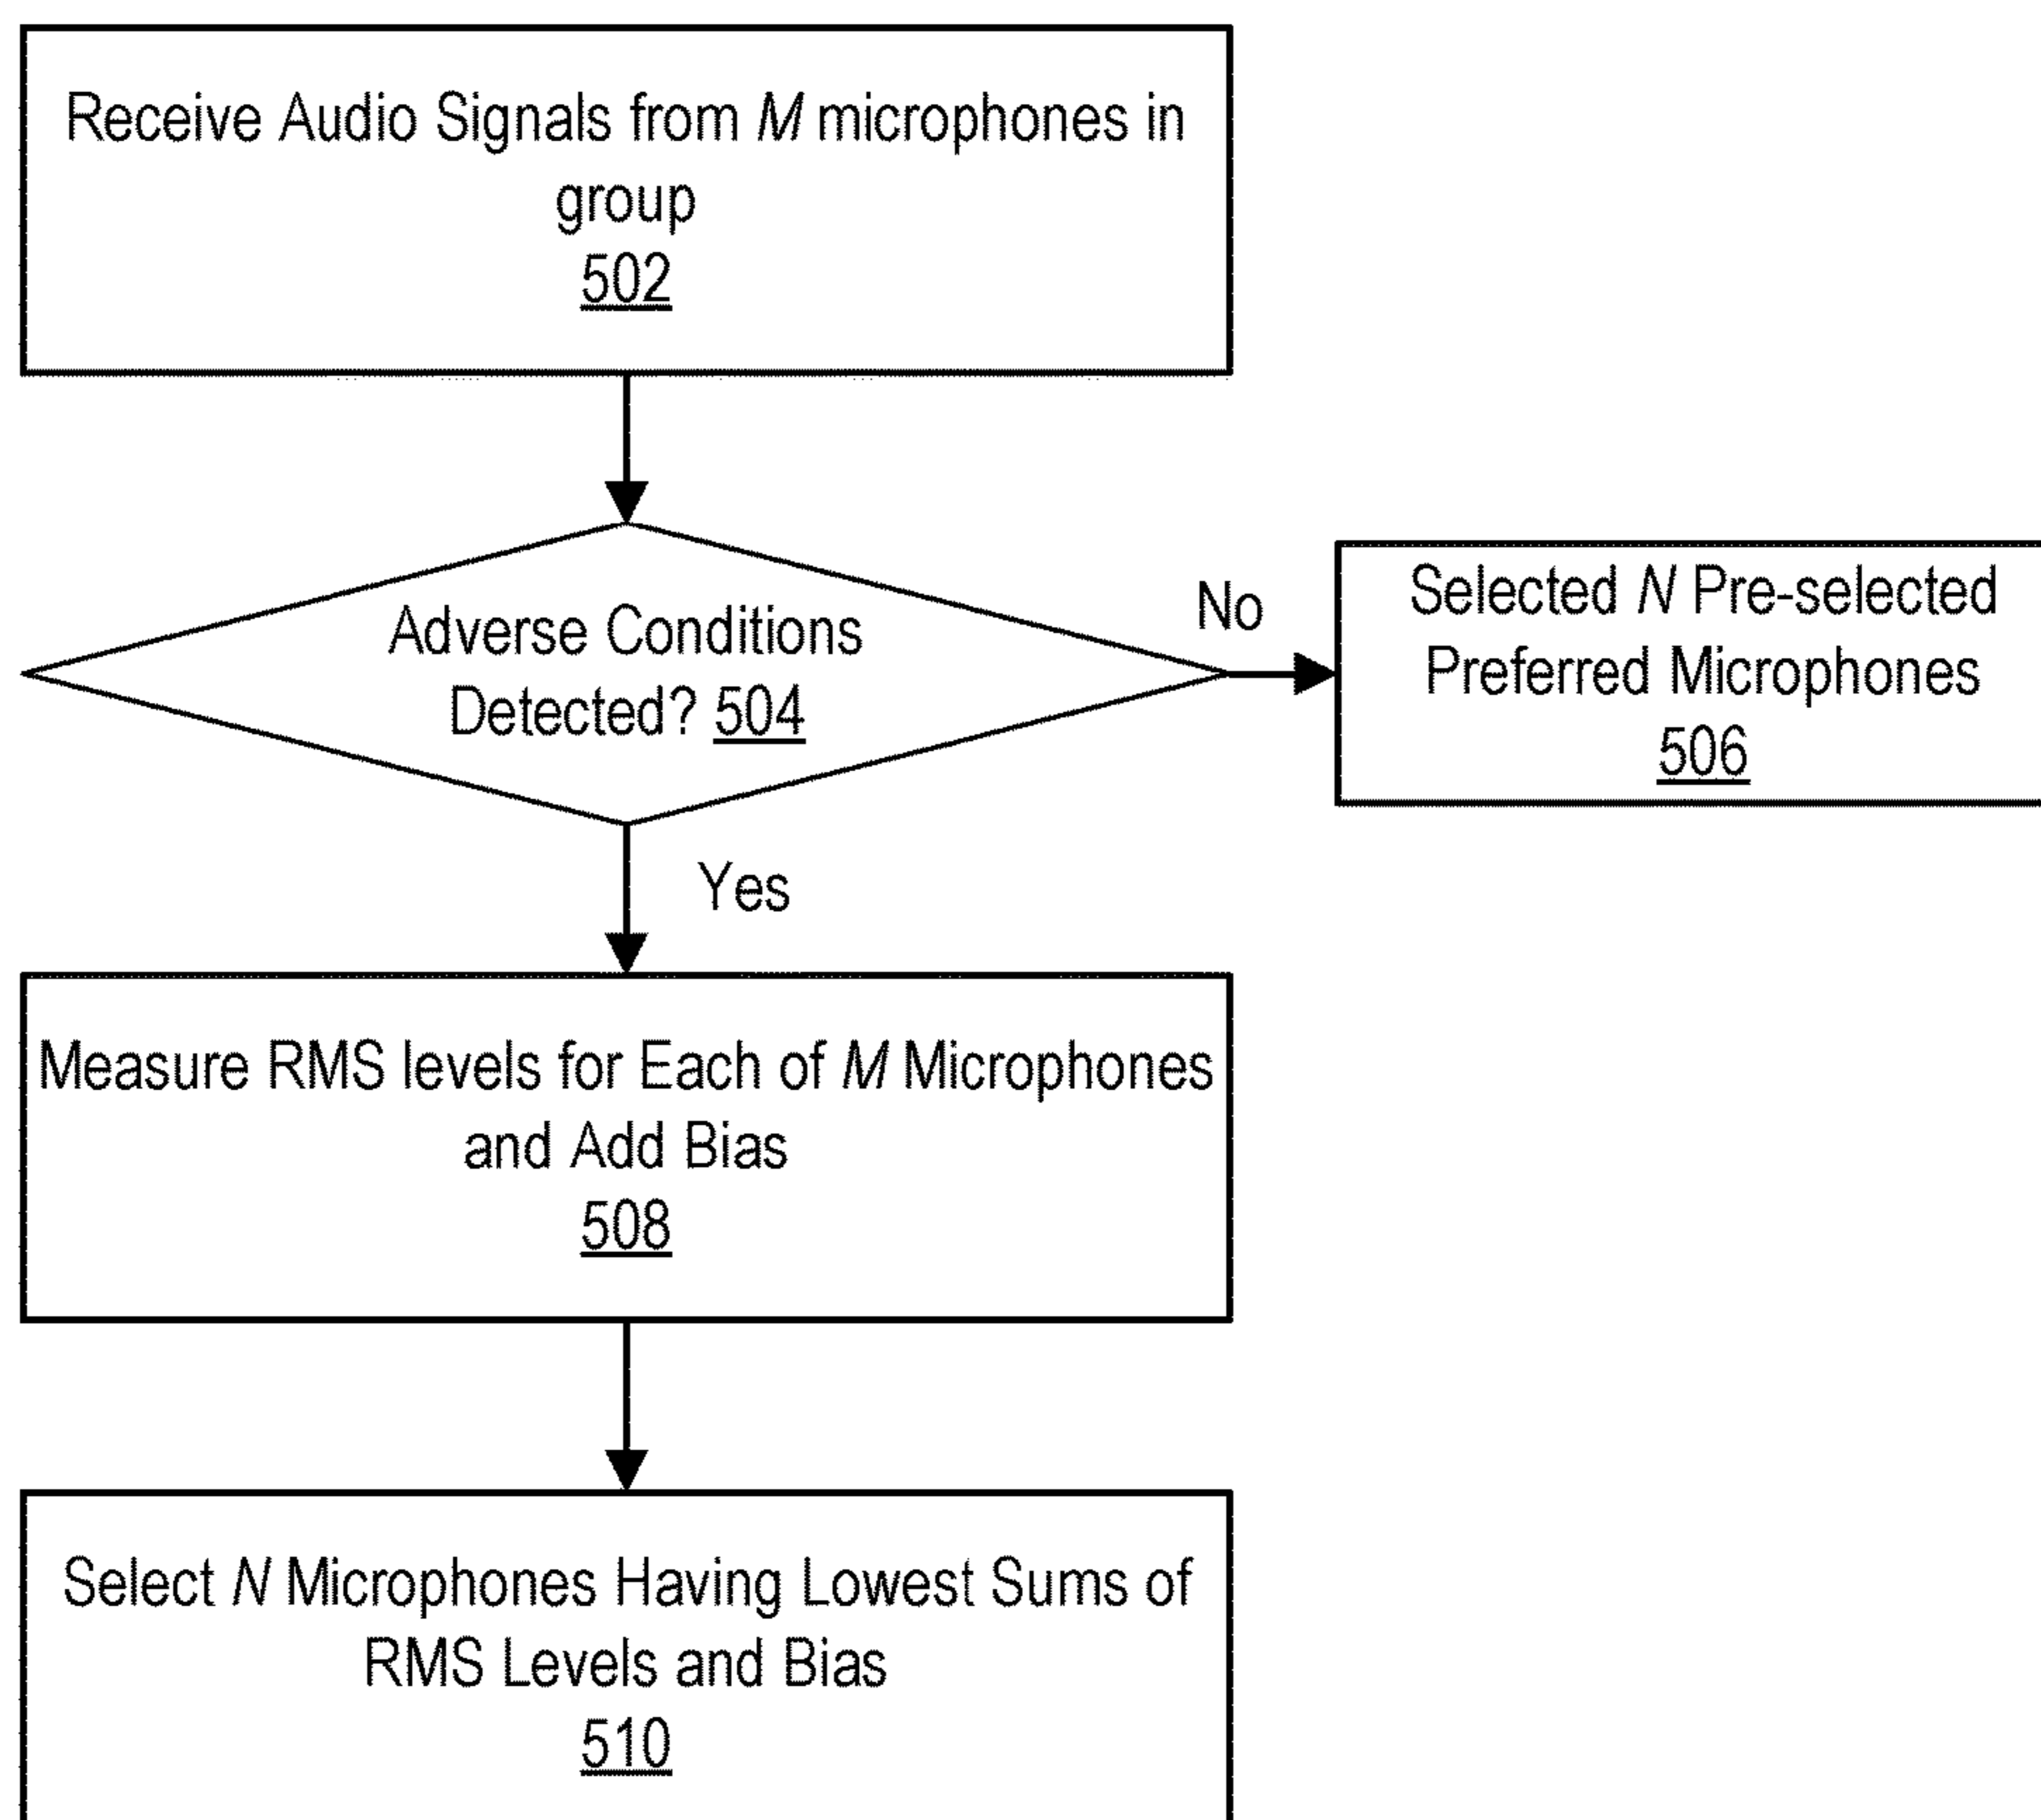 Receive Audio Signals from M microphones in
group
502
Adverse Conditions
Detected? 504
No
Selected N Pre-selected
Preferred Microphones
506
Yes
Measure RMS levels for Each of M Microphones
and Add Bias
508
Select N Microphones Having Lowest Sums of
RMS Levels and Bias
510